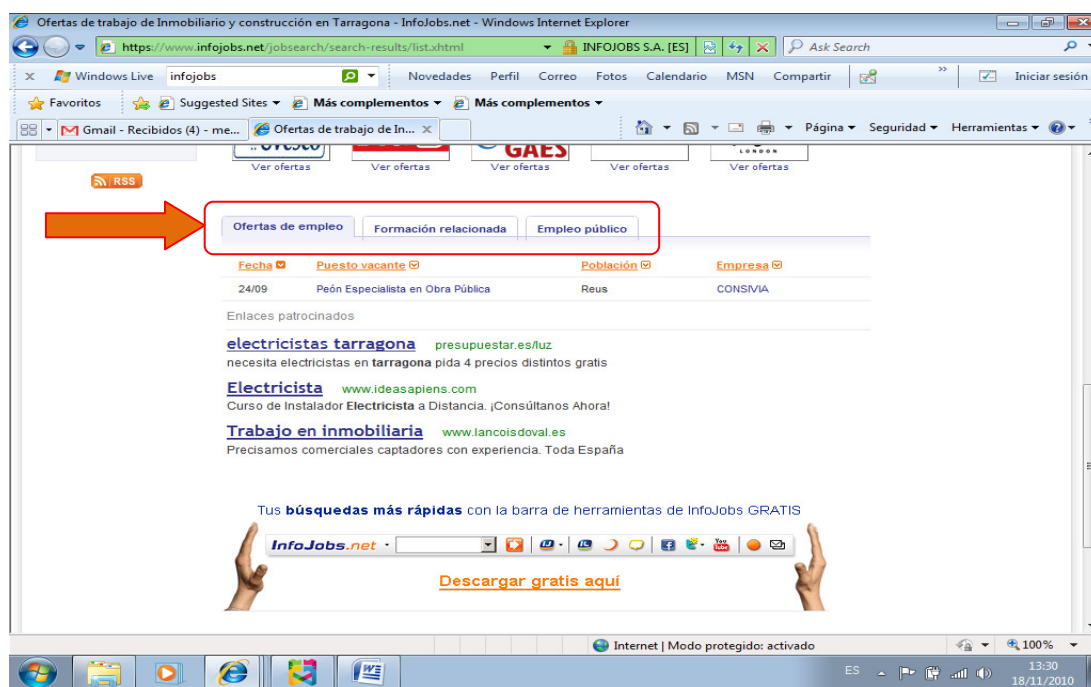 Ofertas de trabajo de Inmobiliario y construcción en Tarragona - InfoJobs.net - Windows Internet Explorer
https://www.infojobs.net/jobsearch/search-results/list.xhtml INFOJOBS S.A. [ES] Ask Search
x Windows Live infojobs Novedades Perfil Correo Fotos Calendario MSN Compartir » Iniciar sesión
Favoritos Suggested Sites Más complementos Más complementos
Gmail - Recibidos (4) - me... Ofertas de trabajo de In... Página Seguridad Herramientas
GAES LONDON
Ver ofertas Ver ofertas Ver ofertas Ver ofertas Ver ofertas
RSS
Ofertas de empleo Formación relacionada Empleo público
Fecha Puesto vacante Población Empresa
24/09 Peón Especialista en Obra Pública Reus CONSIVIA
Enlaces patrocinados
electricistas tarragona presupuestar.es/luz
necesita electricistas en tarragona pida 4 precios distintos gratis
Electricista www.ideasapiens.com
Curso de Instalador Electricista a Distancia. ¡Consúltanos Ahora!
Trabajo en inmobiliaria www.lancoisdoval.es
Precisamos comerciales captadores con experiencia. Toda España
Tus búsquedas más rápidas con la barra de herramientas de InfoJobs GRATIS
InfoJobs.net You Tube
Descargar gratis aquí
Internet | Modo protegido: activado 100%
ES 13:30
18/11/2010